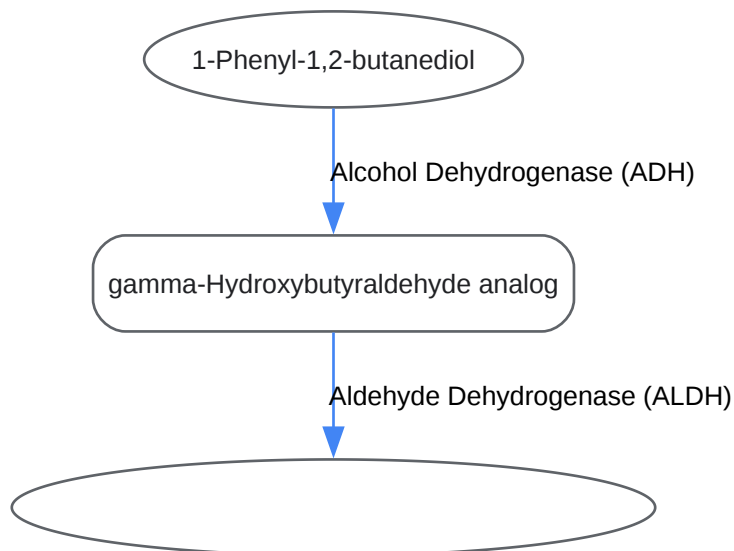 1-Phenyl-1,2-butanediol
Alcohol Dehydrogenase (ADH)
gamma-Hydroxybutyraldehyde analog
Aldehyde Dehydrogenase (ALDH)